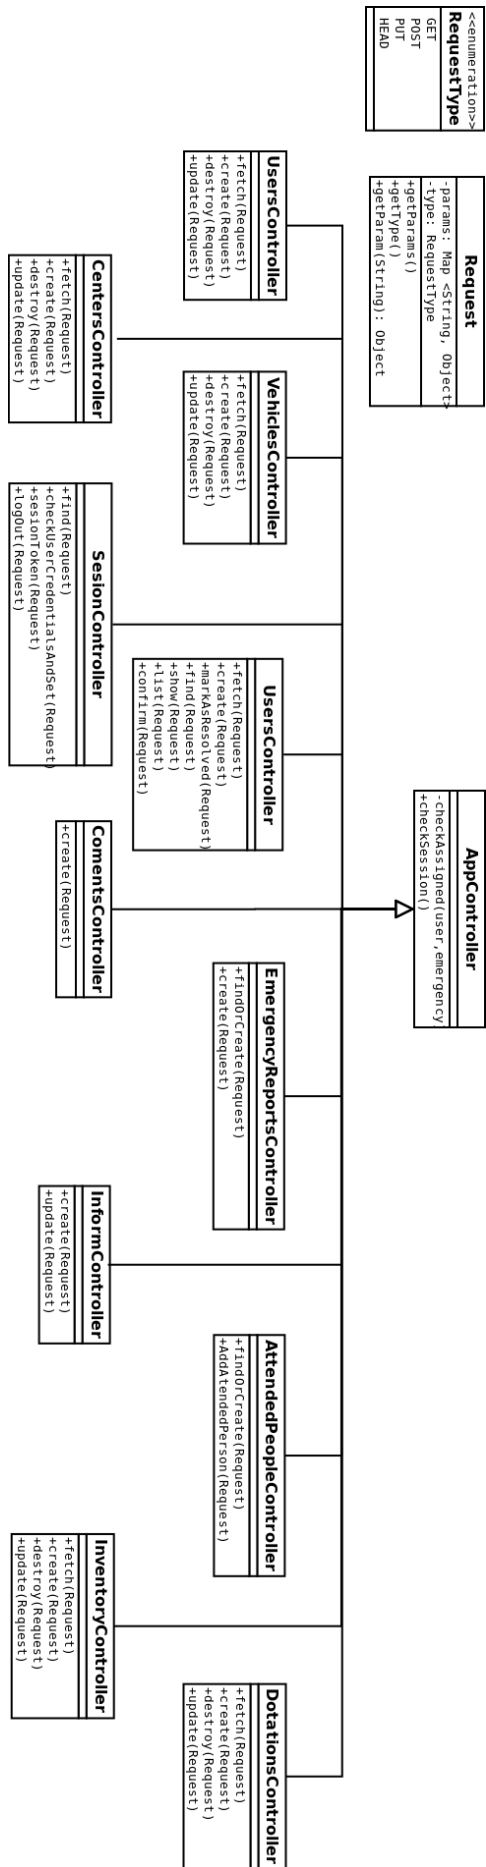 <<enumeration>>
RequestType
GET
POST
PUT
HEAD
Request
-params: Map <String, Object>
-type: RequestType
+getParams()
+getType()
+getParam(String): Object
AppController
-checkAssigned(user,emergency
+checkSession()
UsersController
+fetch(Request)
+create(Request)
+destroy(Request)
+update(Request)
VehiclesController
+fetch(Request)
+create(Request)
+destroy(Request)
+update(Request)
UsersController
+fetch(Request)
+create(Request)
+markAsResolved(Request)
+find(Request)
+show(Request)
+list(Request)
+confirm(Request)
EmergencyReportsController
+findOrCreate(Request)
+create(Request)
AttendedPeopleController
+findOrCreate(Request)
+AddAtendedPerson(Request)
DotationsController
+fetch(Request)
+create(Request)
+destroy(Request)
+update(Request)
CentersController
+fetch(Request)
+create(Request)
+destroy(Request)
+update(Request)
SesionController
+find(Request)
+checkUserCredentialsAndSet(Request)
+sesionToken(Request)
+logOut(Request)
ComentsController
+create(Request)
InformController
+create(Request)
+update(Request)
InventoryController
+fetch(Request)
+create(Request)
+destroy(Request)
+update(Request)